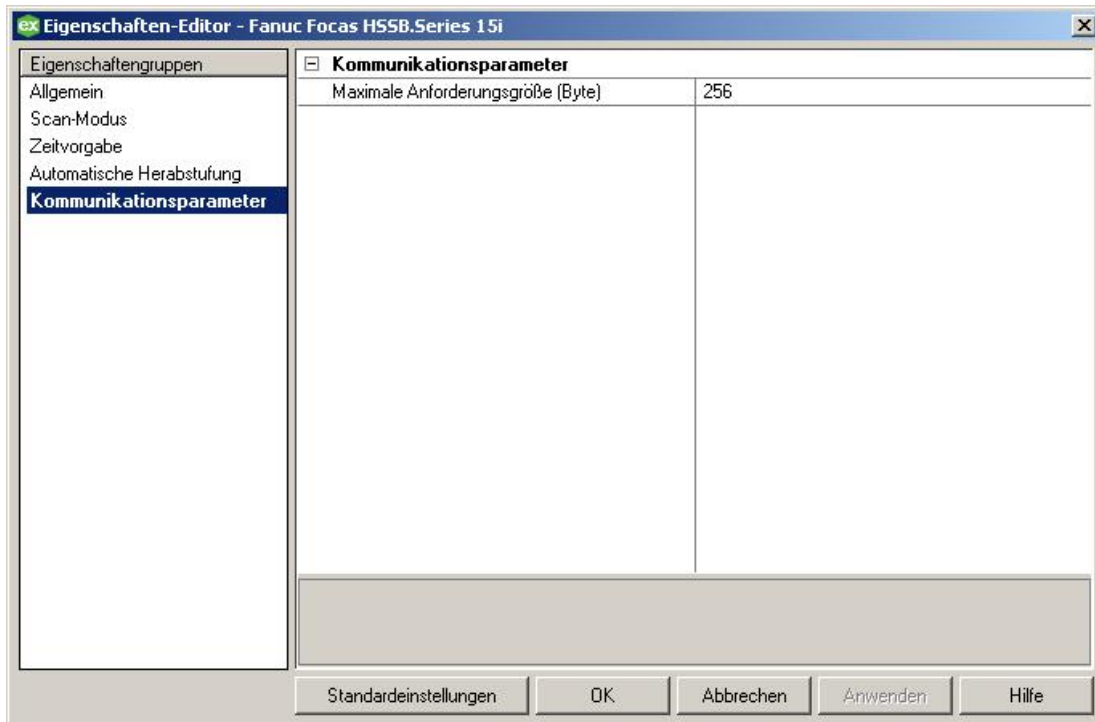 ex Eigenschaften-Editor - Fanuc Focas HSSB.Series 15i
Eigenschaftengruppen
Allgemein
Scan-Modus
Zeitvorgabe
Automatische Herabstufung
Kommunikationsparameter
Kommunikationsparameter
Maximale Anforderungsgröße (Byte) 256
Standardeinstellungen OK Abbrechen Anwenden Hilfe